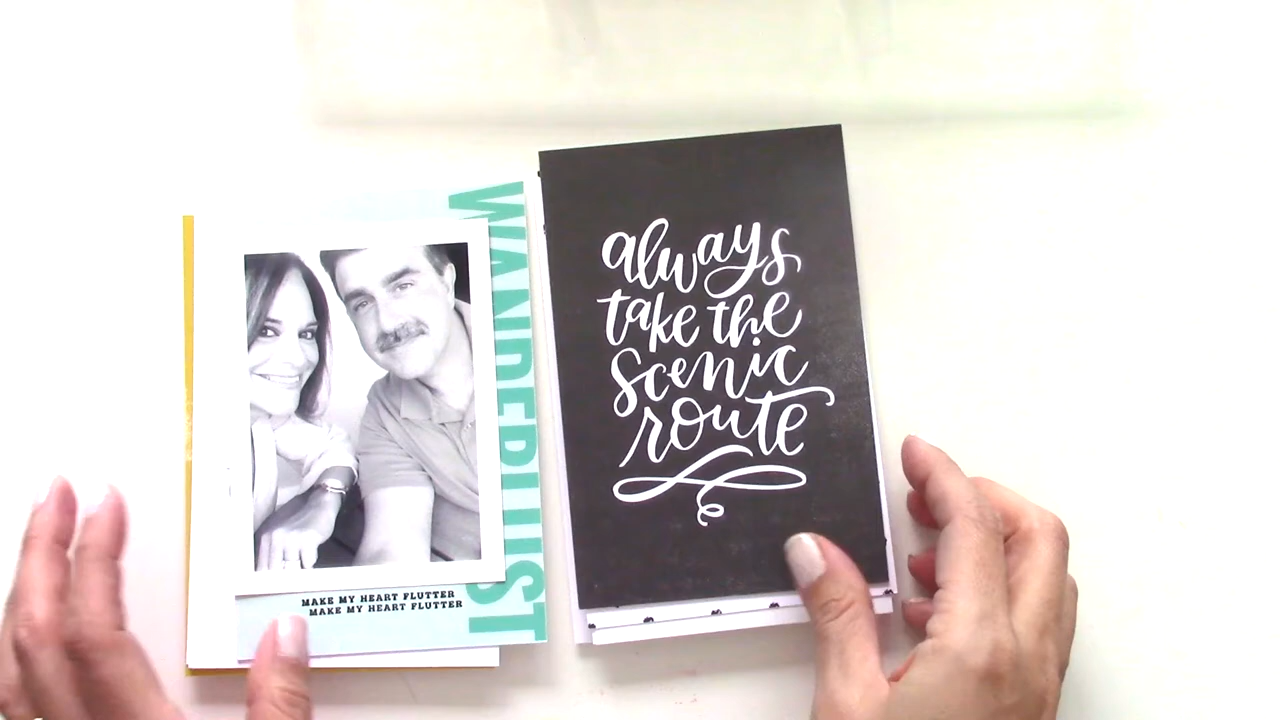 WANDERLUST
MAKE MY HEART FLUTTER
MAKE MY HEART FLUTTER
always
take the
scenic
route